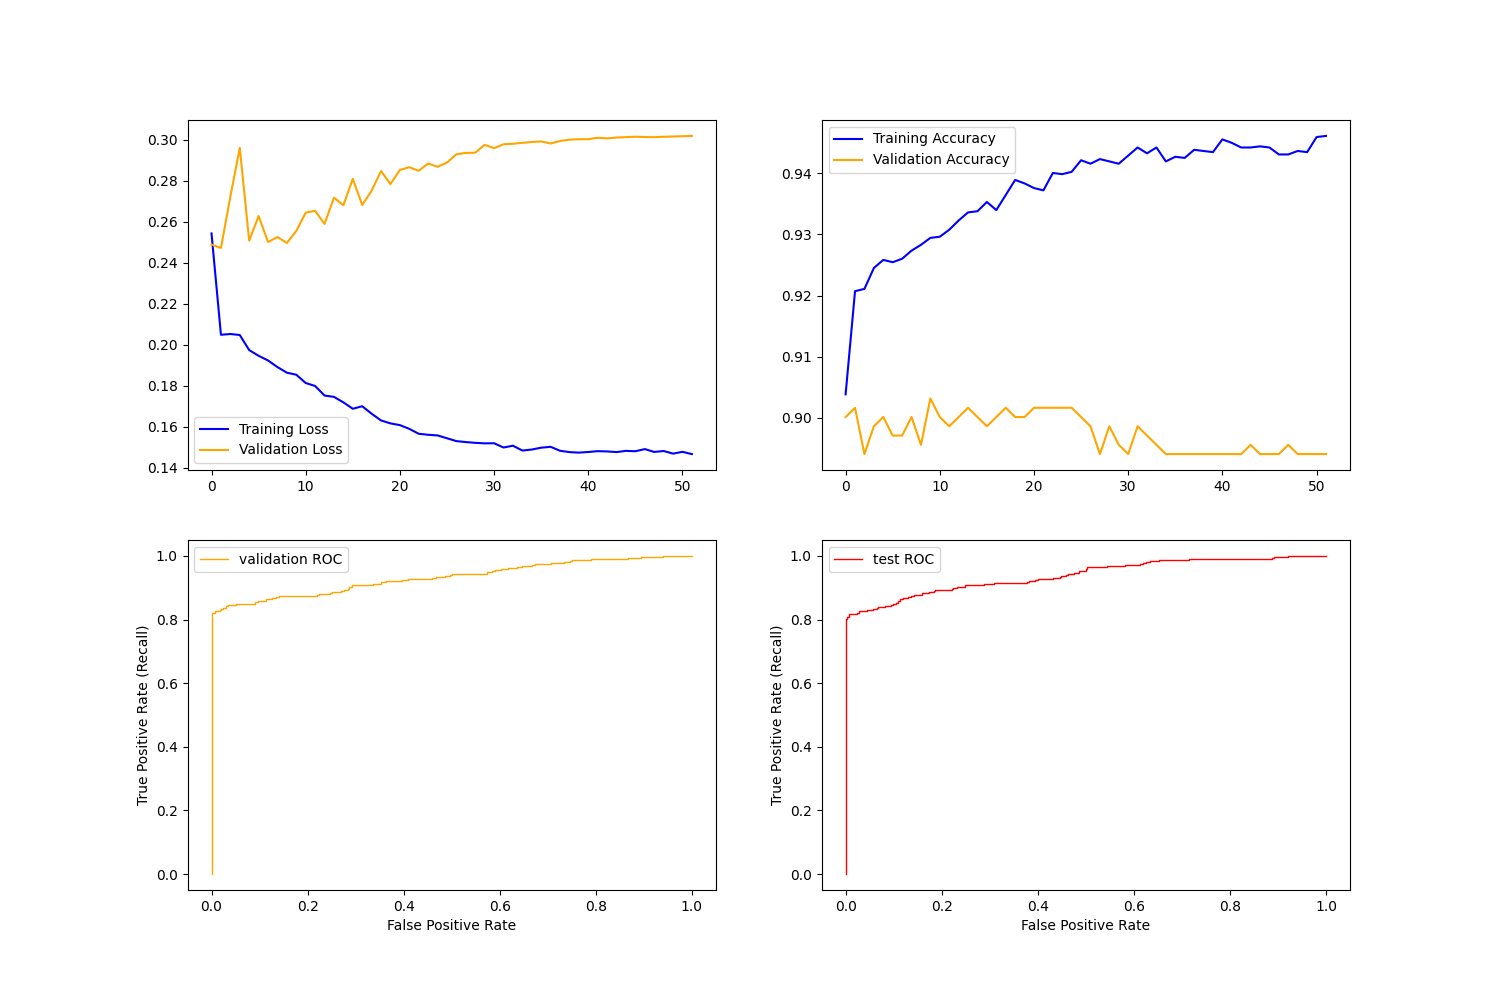 0.30
0.28
0.26
0.24
0.22
0.20
0.18
0.16
0.14
Training Loss
Validation Loss
0 10 20 30 40 50
Training Accuracy
Validation Accuracy
0.94
0.93
0.92
0.91
0.90
0 10 20 30 40 50
validation ROC
True Positive Rate (Recall)
1.0
0.8
0.6
0.4
0.2
0.0
0.0 0.2 0.4 0.6 0.8 1.0
False Positive Rate
test ROC
True Positive Rate (Recall)
1.0
0.8
0.6
0.4
0.2
0.0
0.0 0.2 0.4 0.6 0.8 1.0
False Positive Rate